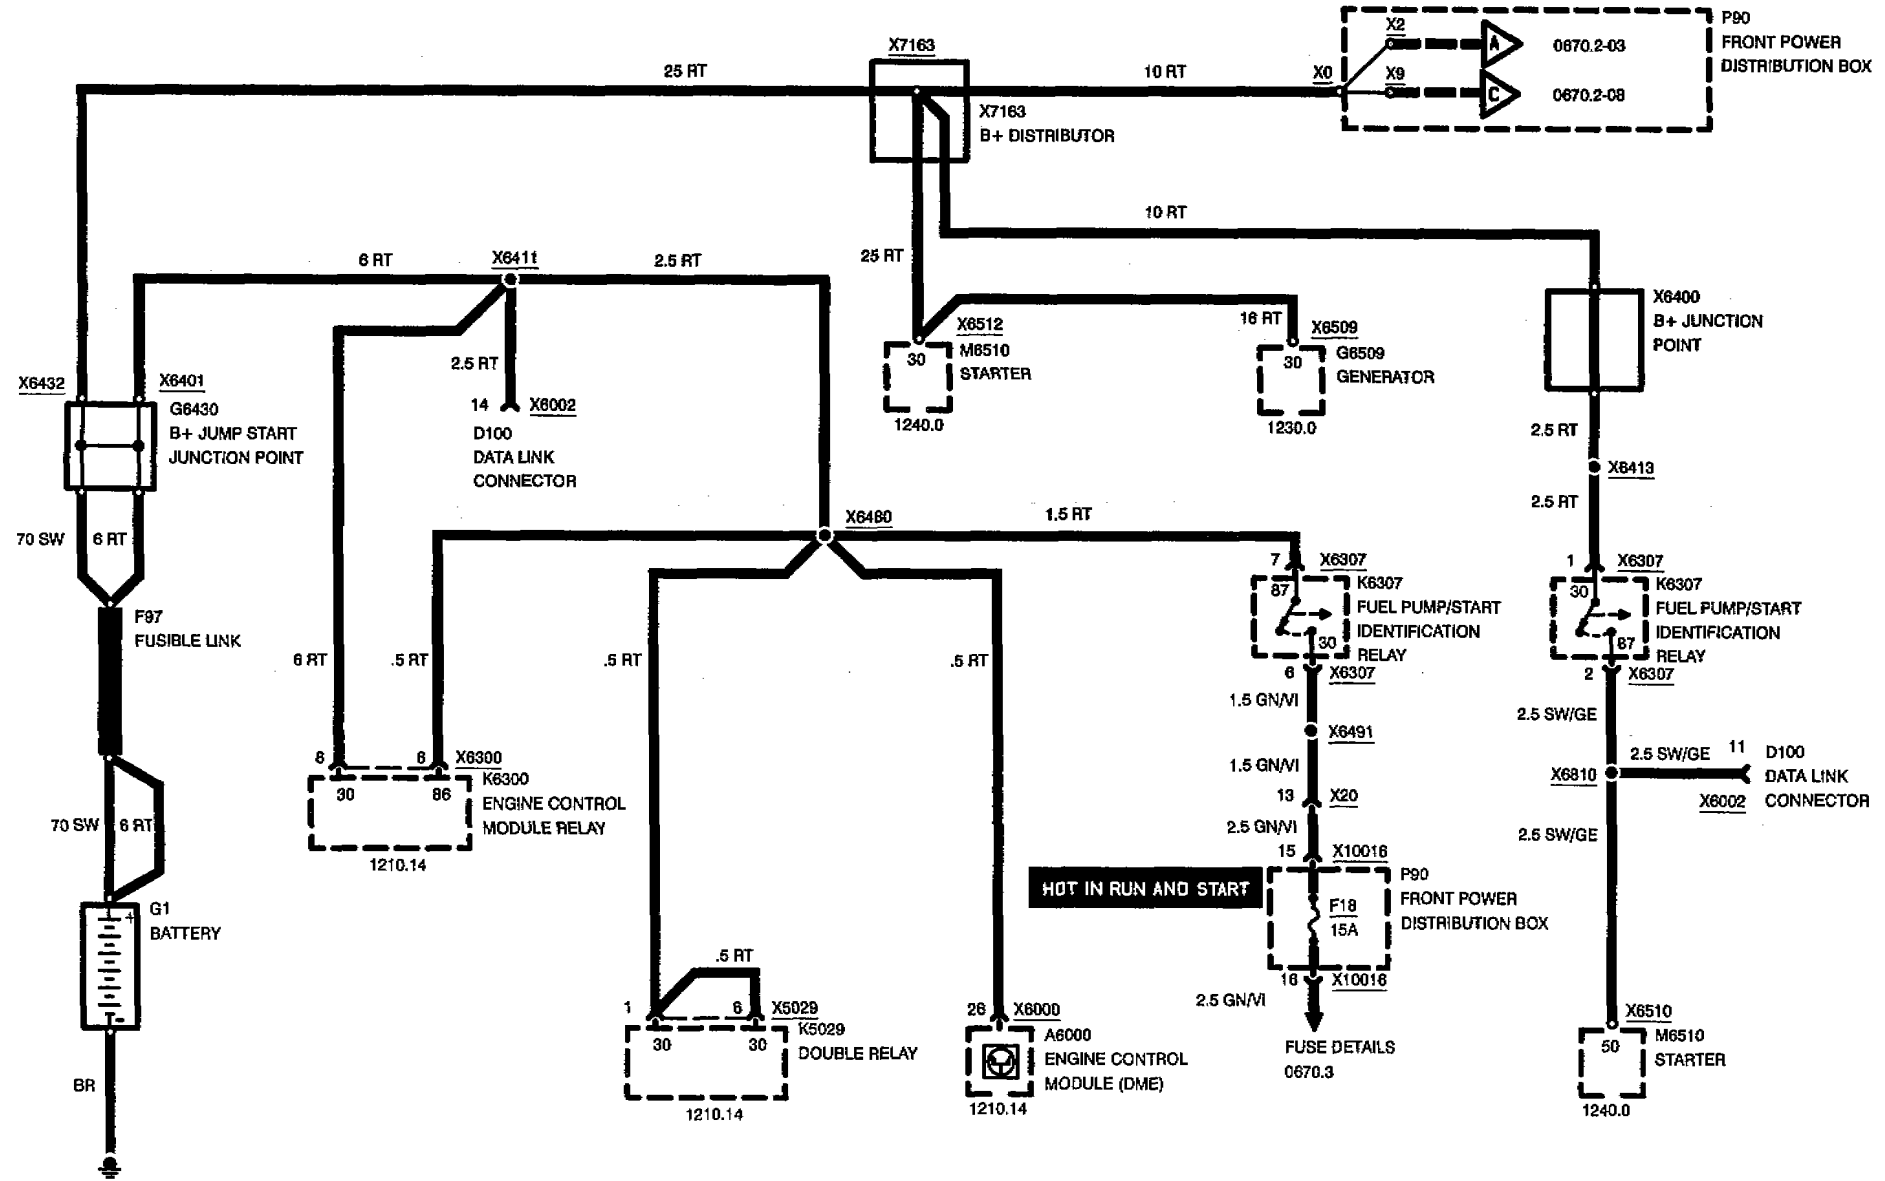 P90
FRONT POWER
DISTRIBUTION BOX
X2
A
0670.2-03
X7163
25 RT
10 RT
X0
X9
C
0670.2-08
X7163
B+ DISTRIBUTOR
10 RT
6 RT
X6411
2.5 RT
25 RT
X6400
B+ JUNCTION
POINT
16 RT
X6512
X6509
M6510
STARTER
30
1240.0
G6509
GENERATOR
30
1230.0
2.5 RT
14
X6002
D100
DATA LINK
CONNECTOR
X6432
X6401
G6430
B+ JUMP START
JUNCTION POINT
2.5 RT
X6413
2.5 RT
70 SW
6 RT
X6480
1.5 RT
7
X6307
87
K6307
FUEL PUMP/START
IDENTIFICATION
RELAY
30
6
X6307
1
X6307
30
K6307
FUEL PUMP/START
IDENTIFICATION
RELAY
87
2
X6307
F97
FUSIBLE LINK
6 RT
.5 RT
.5 RT
.5 RT
1.5 GN/VI
X6491
1.5 GN/VI
13
X20
2.5 GN/VI
15
X10016
2.5 SW/GE
2.5 SW/GE
11
D100
DATA LINK
CONNECTOR
X6810
X6002
2.5 SW/GE
8
6
X6300
K6300
ENGINE CONTROL
MODULE RELAY
30
86
1210.14
70 SW
6 RT
HOT IN RUN AND START
P90
FRONT POWER
DISTRIBUTION BOX
F18
15A
16
X10016
2.5 GN/VI
FUSE DETAILS
0670.3
G1
BATTERY
+
-
.5 RT
1
6
X5029
K5029
DOUBLE RELAY
30
30
1210.14
26
X6000
A6000
ENGINE CONTROL
MODULE (DME)
1210.14
X6510
M6510
STARTER
50
1240.0
BR